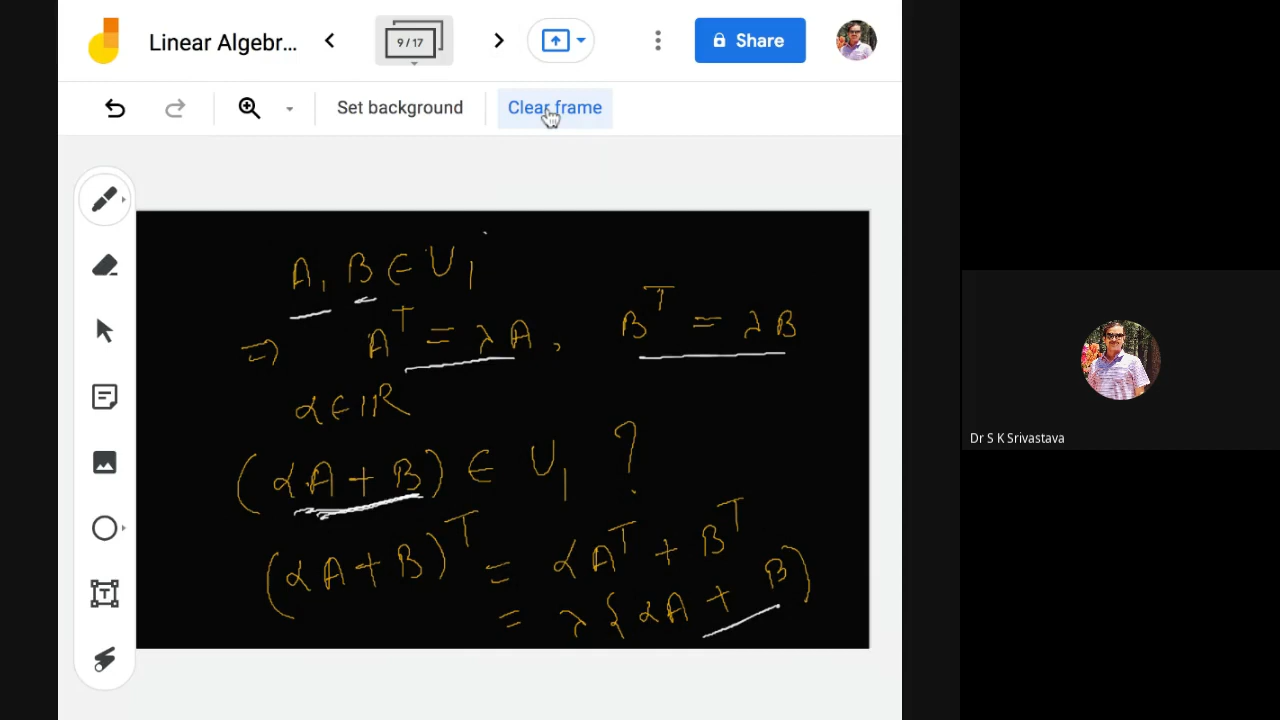 Linear Algebr...
9/17
Share
Set background
Clear frame
A, B ∈ U₁
⇒ Aᵀ = λA, Bᵀ = λB
α ∈ ℝ
(αA + B) ∈ U₁ ?
(αA + B)ᵀ = αAᵀ + Bᵀ
= λ{αA + B)
Dr S K Srivastava